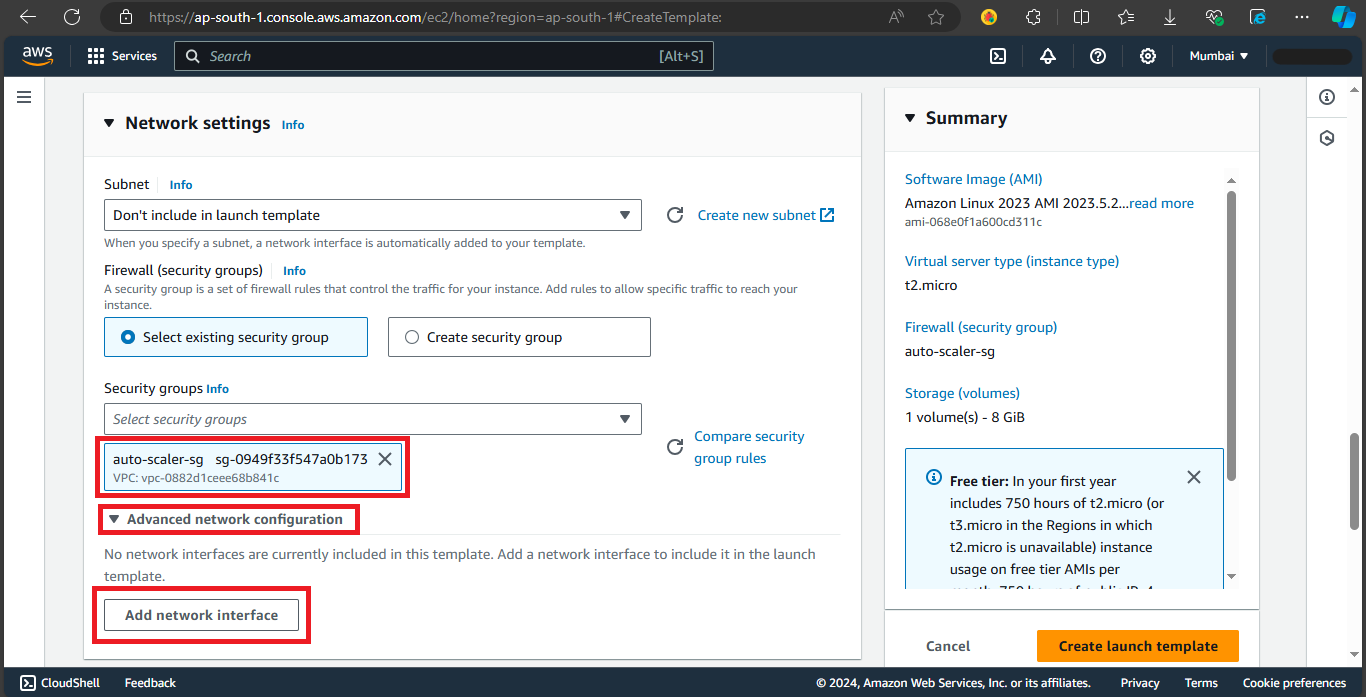 https://ap-south-1.console.aws.amazon.com/ec2/home?region=ap-south-1#CreateTemplate:
aws
Services
Search
[Alt+S]
Mumbai
Network settings Info
Subnet Info
Don't include in launch template
Create new subnet
When you specify a subnet, a network interface is automatically added to your template.
Firewall (security groups) Info
A security group is a set of firewall rules that control the traffic for your instance. Add rules to allow specific traffic to reach your
instance.
Select existing security group
Create security group
Security groups Info
Select security groups
Compare security
group rules
auto-scaler-sg sg-0949f33f547a0b173
VPC: vpc-0882d1ceee68b841c
Advanced network configuration
No network interfaces are currently included in this template. Add a network interface to include it in the launch
template.
Add network interface
Summary
Software Image (AMI)
Amazon Linux 2023 AMI 2023.5.2...read more
ami-068e0f1a600cd311c
Virtual server type (instance type)
t2.micro
Firewall (security group)
auto-scaler-sg
Storage (volumes)
1 volume(s) - 8 GiB
Free tier: In your first year
includes 750 hours of t2.micro (or
t3.micro in the Regions in which
t2.micro is unavailable) instance
usage on free tier AMIs per
Cancel
Create launch template
CloudShell
Feedback
© 2024, Amazon Web Services, Inc. or its affiliates.
Privacy
Terms
Cookie preferences